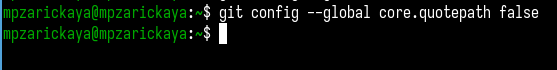 mpzarickaya@mpzarickaya:~$ git config --global core.quotepath false
mpzarickaya@mpzarickaya:~$